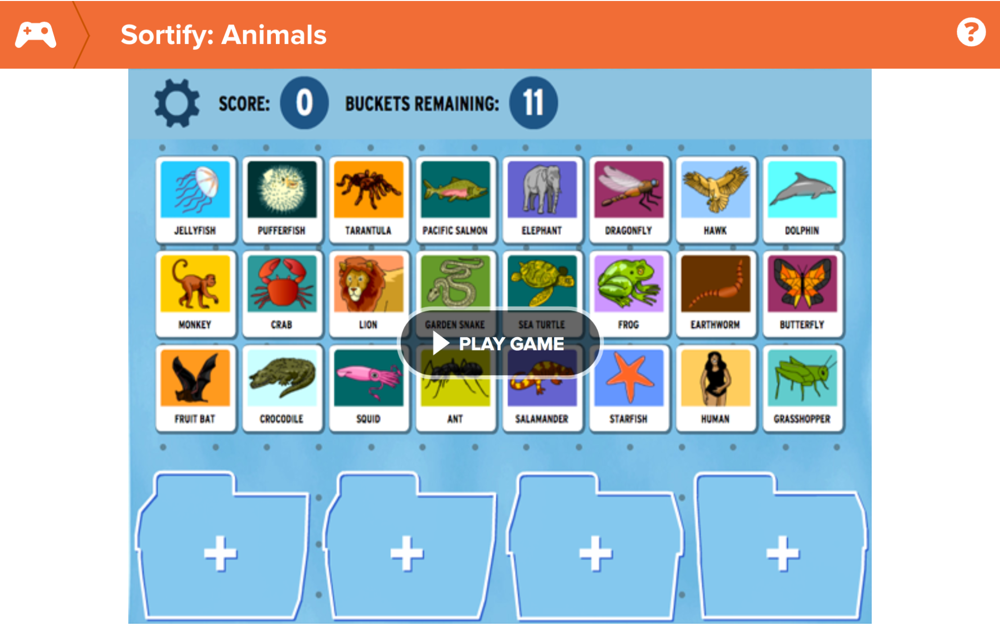 Sortify: Animals
?
SCORE: 0 BUCKETS REMAINING: 11
JELLYFISH PUFFERFISH TARANTULA PACIFIC SALMON ELEPHANT DRAGONFLY HAWK DOLPHIN
MONKEY CRAB LION GARDEN SNAKE SEA TURTLE FROG EARTHWORM BUTTERFLY
PLAY GAME
FRUIT BAT CROCODILE SQUID ANT SALAMANDER STARFISH HUMAN GRASSHOPPER